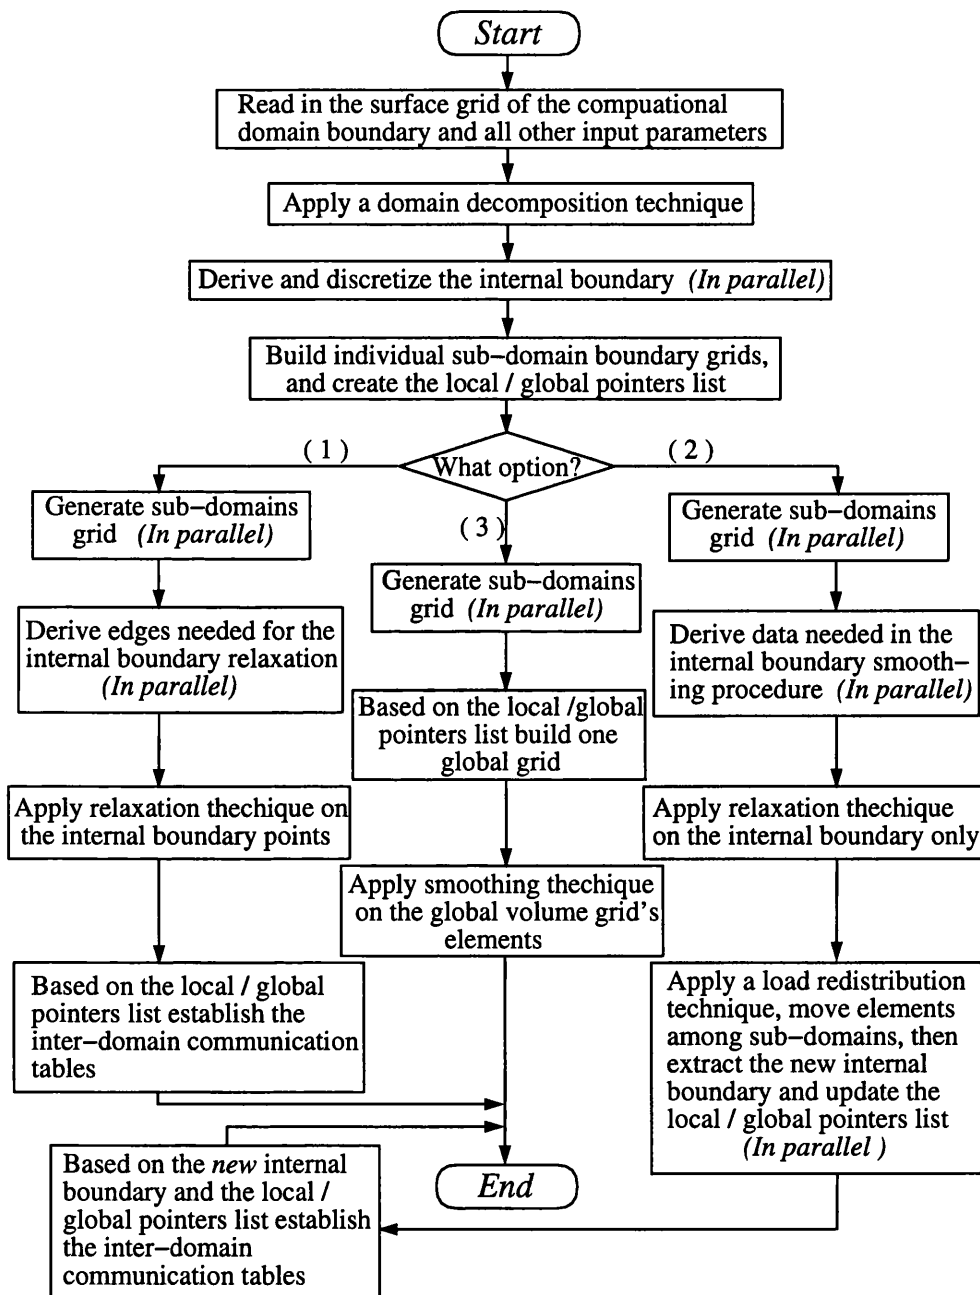 Start
Read in the surface grid of the compuational
domain boundary and all other input parameters
Apply a domain decomposition technique
Derive and discretize the internal boundary (In parallel)
Build individual sub–domain boundary grids,
and create the local / global pointers list
What option?
( 1 )
Generate sub–domains
grid (In parallel)
Derive edges needed for the
internal boundary relaxation
(In parallel)
Apply relaxation thechique on
the internal boundary points
Based on the local / global
pointers list establish the
inter–domain communication
tables
( 3 )
Generate sub–domains
grid (In parallel)
Based on the local /global
pointers list build one
global grid
Apply smoothing thechique
on the global volume grid's
elements
( 2 )
Generate sub–domains
grid (In parallel)
Derive data needed in the
internal boundary smooth–
ing procedure (In parallel)
Apply relaxation thechique
on the internal boundary only
Apply a load redistribution
technique, move elements
among sub–domains, then
extract the new internal
boundary and update the
local / global pointers list
(In parallel )
Based on the new internal
boundary and the local /
global pointers list establish
the inter–domain
communication tables
End